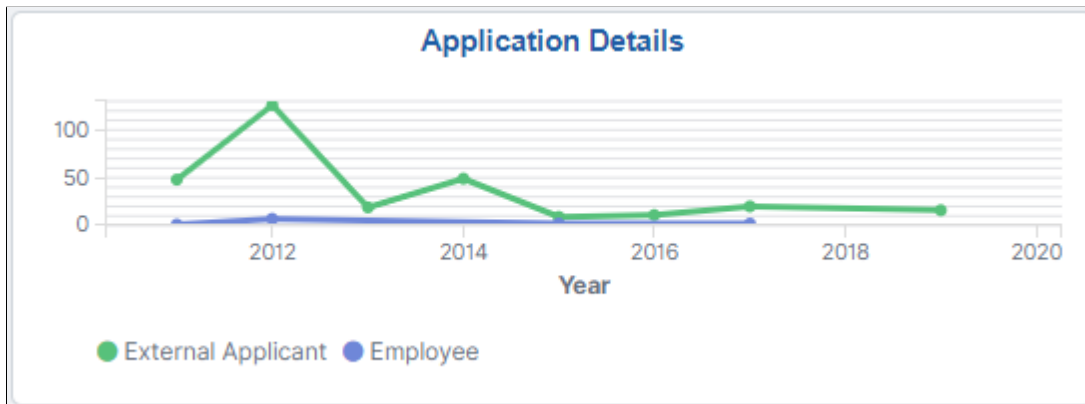 Application Details
100
50
0
2012 2014 2016 2018 2020
Year
External Applicant Employee